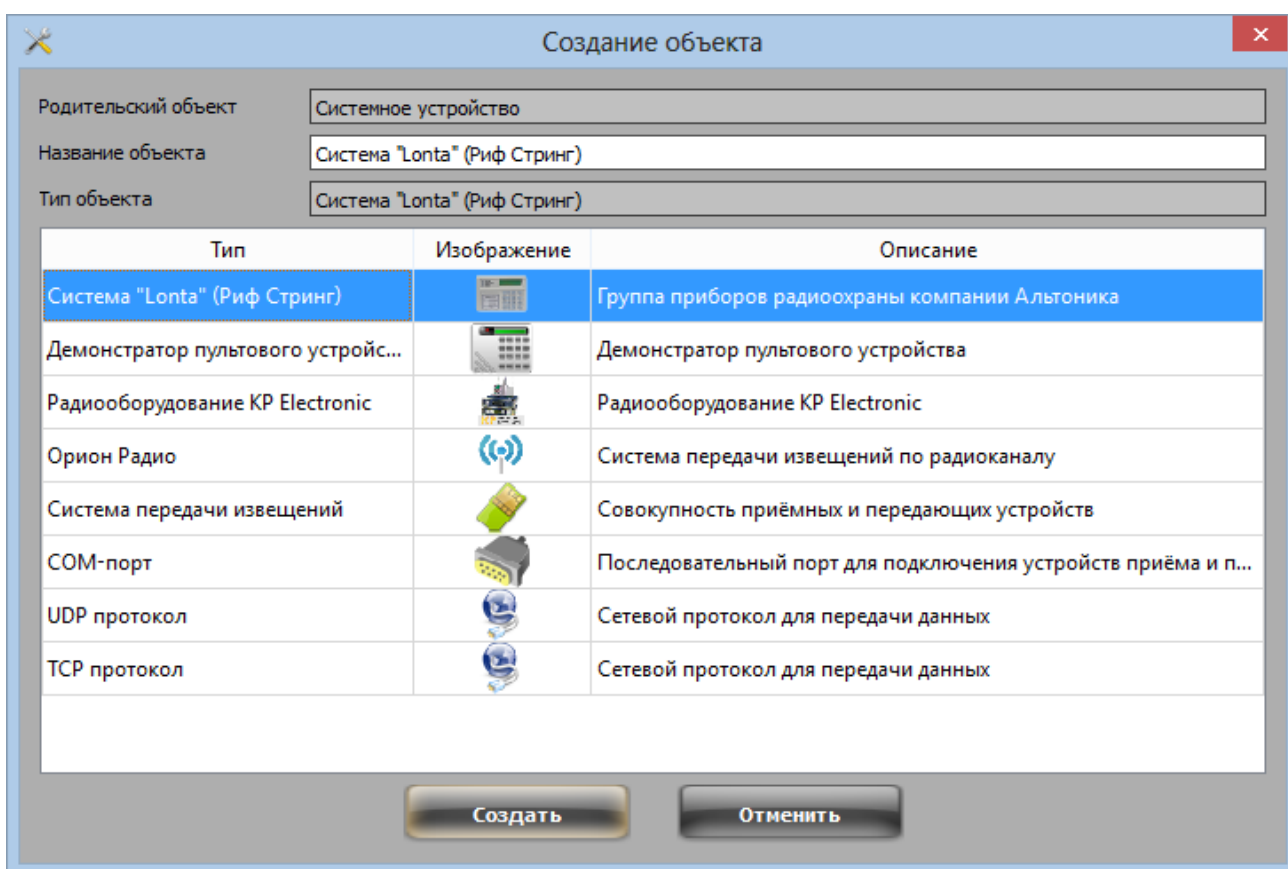 Создание объекта
Родительский объект Системное устройство
Название объекта Система "Lonta" (Риф Стринг)
Тип объекта Система "Lonta" (Риф Стринг)
Тип Изображение Описание
Система "Lonta" (Риф Стринг) Группа приборов радиоохраны компании Альтоника
Демонстратор пультового устройс... Демонстратор пультового устройства
Радиооборудование KP Electronic Радиооборудование KP Electronic
Орион Радио Система передачи извещений по радиоканалу
Система передачи извещений Совокупность приёмных и передающих устройств
COM-порт Последовательный порт для подключения устройств приёма и п...
UDP протокол Сетевой протокол для передачи данных
TCP протокол Сетевой протокол для передачи данных
Создать Отменить